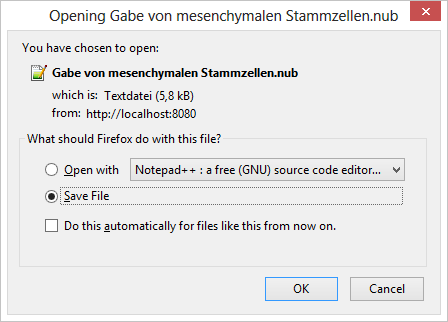 Opening Gabe von mesenchymalen Stammzellen.nub
You have chosen to open:
Gabe von mesenchymalen Stammzellen.nub
which is: Textdatei (5,8 kB)
from: http://localhost:8080
What should Firefox do with this file?
Open with Notepad++ : a free (GNU) source code editor...
Save File
Do this automatically for files like this from now on.
OK Cancel